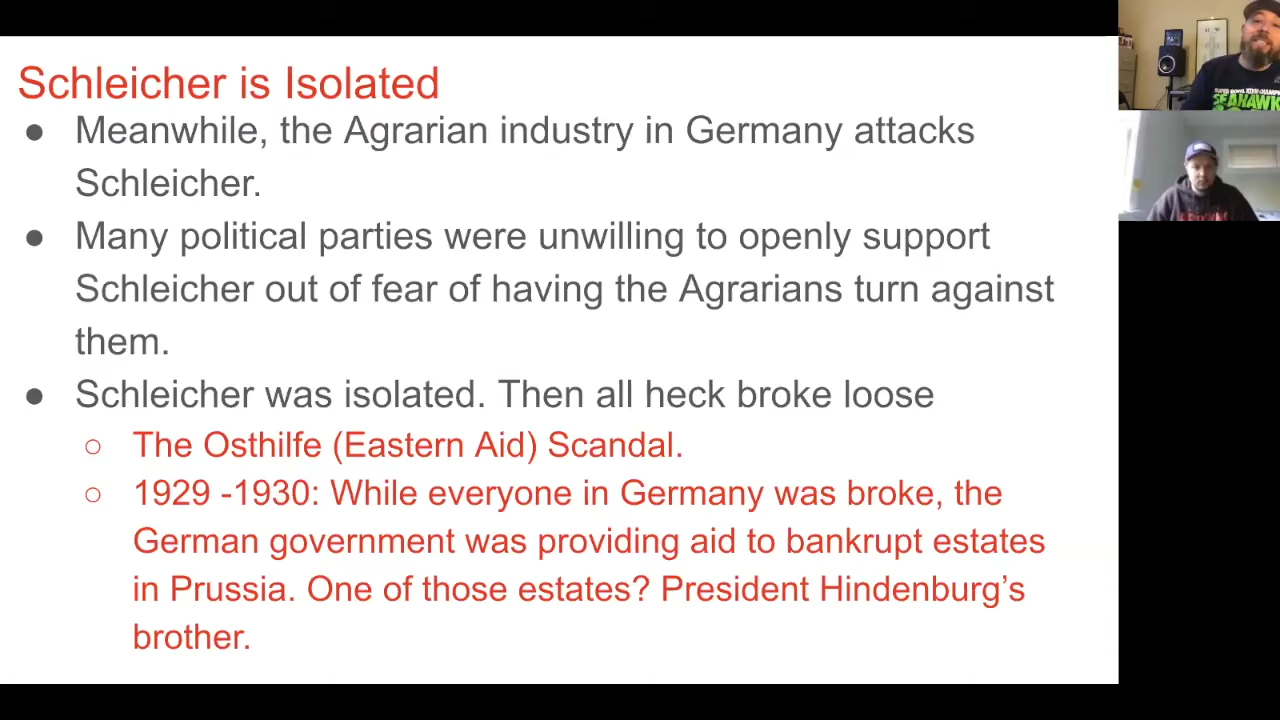 Schleicher is Isolated
● Meanwhile, the Agrarian industry in Germany attacks
Schleicher.
● Many political parties were unwilling to openly support
Schleicher out of fear of having the Agrarians turn against
them.
● Schleicher was isolated. Then all heck broke loose
○ The Osthilfe (Eastern Aid) Scandal.
○ 1929 -1930: While everyone in Germany was broke, the
German government was providing aid to bankrupt estates
in Prussia. One of those estates? President Hindenburg’s
brother.